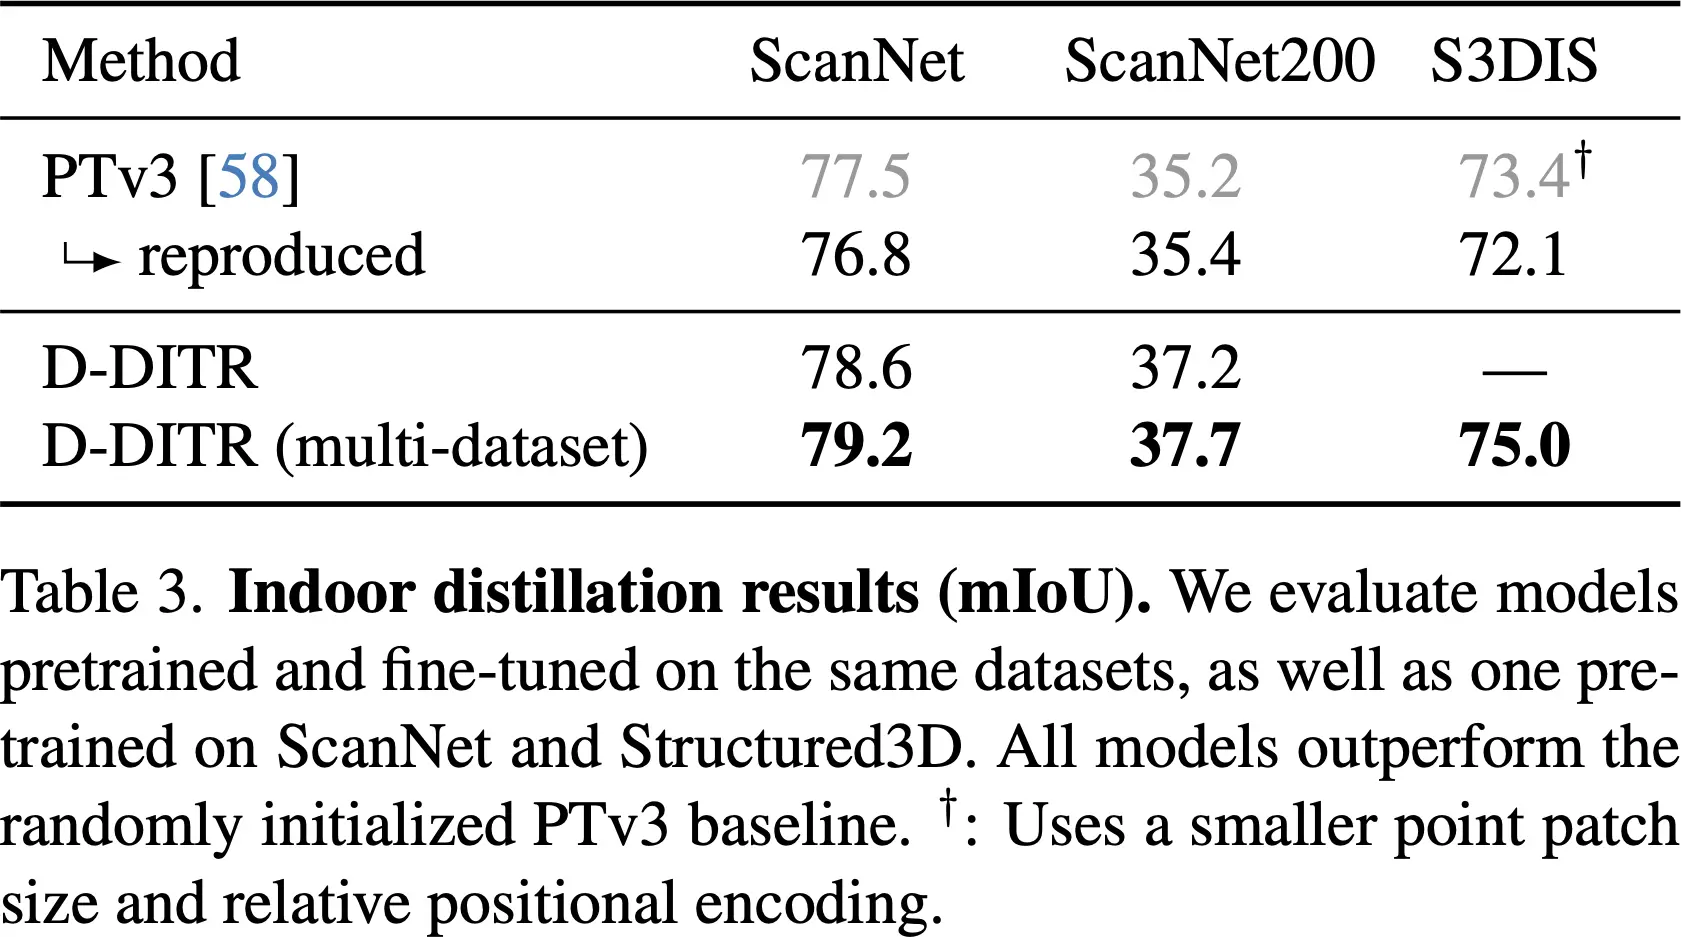 Method ScanNet ScanNet200 S3DIS
PTv3 [58] 77.5 35.2 73.4†
↳ reproduced 76.8 35.4 72.1
D-DITR 78.6 37.2 —
D-DITR (multi-dataset) 79.2 37.7 75.0
Table 3. Indoor distillation results (mIoU). We evaluate models
pretrained and fine-tuned on the same datasets, as well as one pre-
trained on ScanNet and Structured3D. All models outperform the
randomly initialized PTv3 baseline. †: Uses a smaller point patch
size and relative positional encoding.